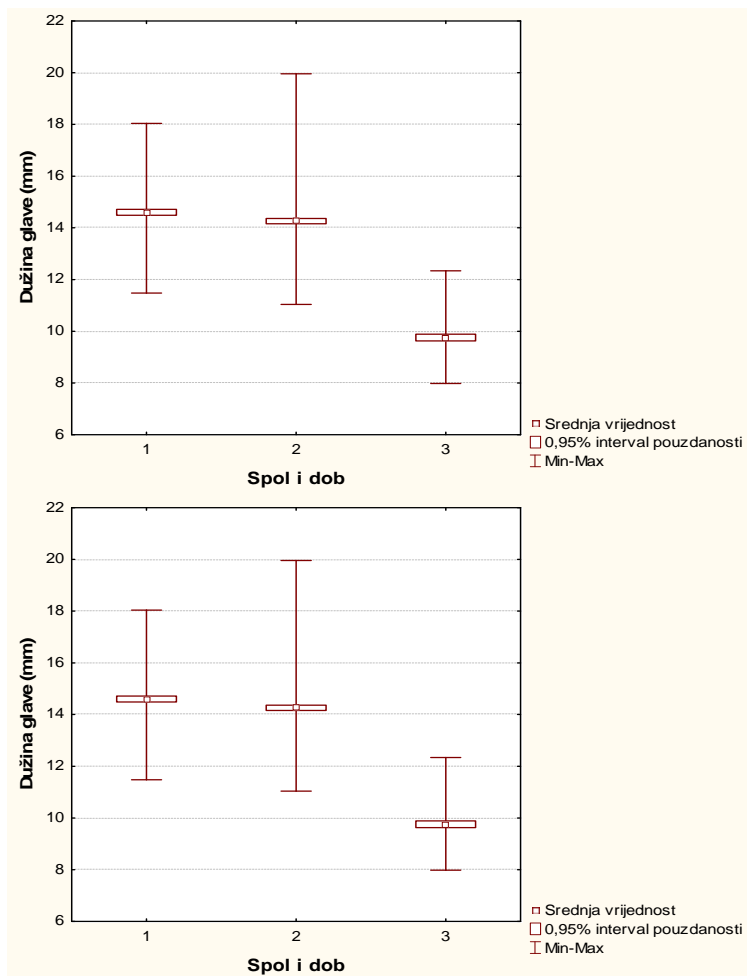 22
20
18
16
14
12
10
8
6
Dužina glave (mm)
1 2 3
Spol i dob
Srednja vrijednost
0,95% interval pouzdanosti
Min-Max
22
20
18
16
14
12
10
8
6
Dužina glave (mm)
1 2 3
Spol i dob
Srednja vrijednost
0,95% interval pouzdanosti
Min-Max